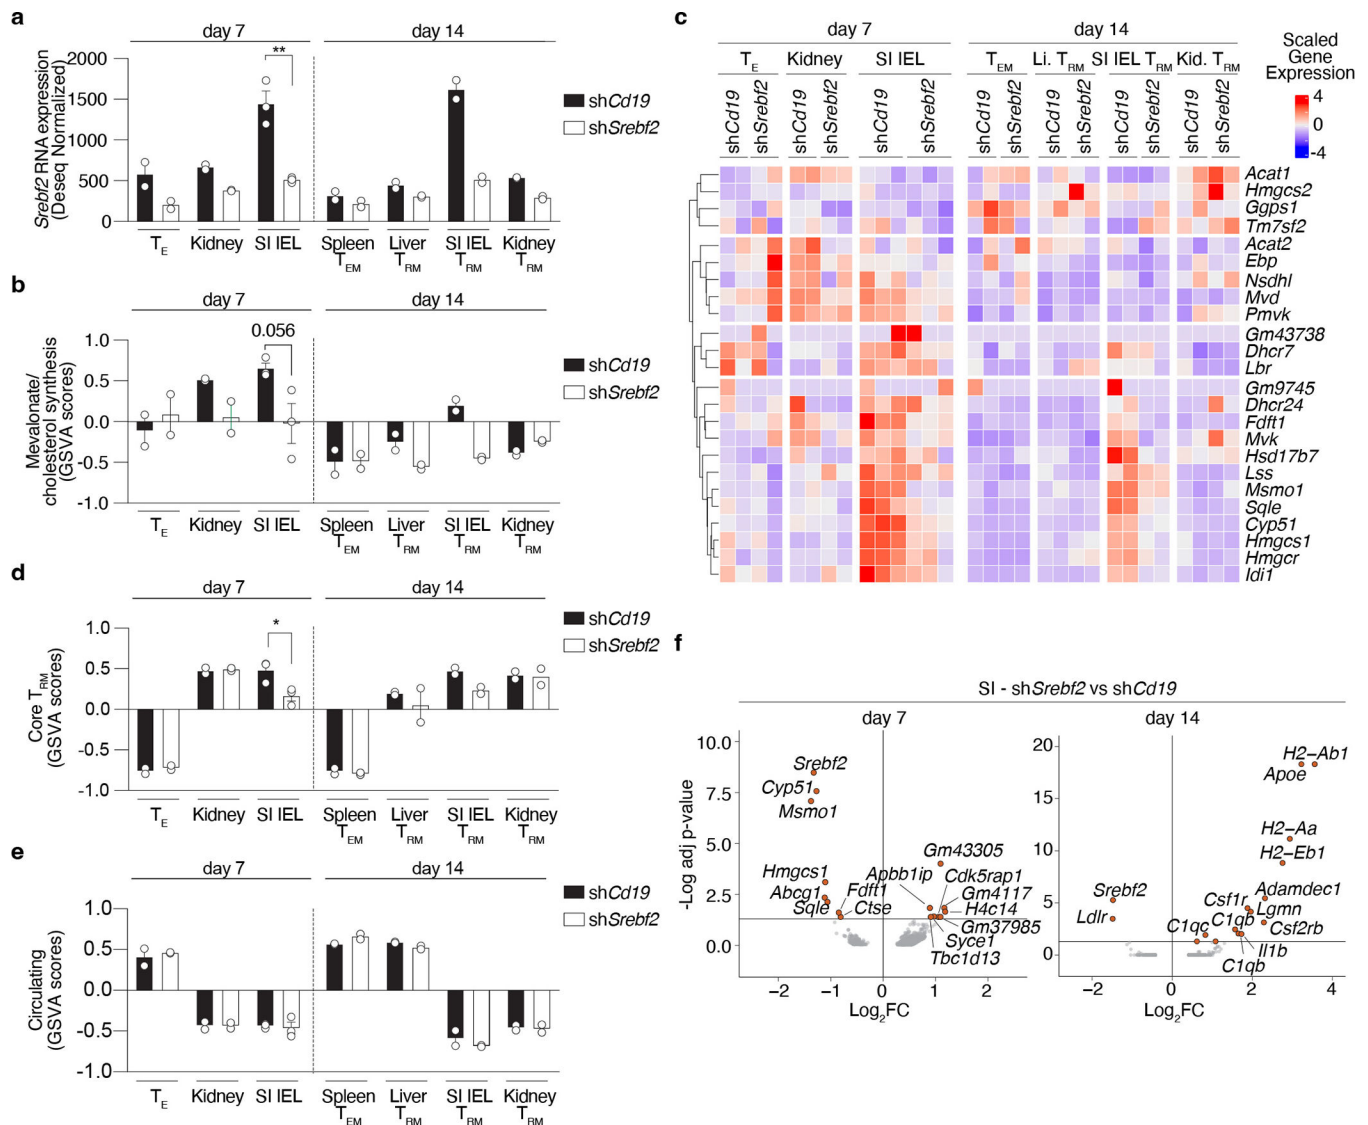 a
day 7
day 14
Srebf2 RNA expression
(Deseq Normalized)
2000
1500
1000
500
0
**
shCd19
shSrebf2
TE
Kidney
SI IEL
Spleen TEM
Liver TRM
SI IEL TRM
Kidney TRM
b
day 7
day 14
Mevalonate/
cholesterol synthesis
(GSVA scores)
1.0
0.5
0.0
-0.5
-1.0
0.056
shCd19
shSrebf2
TE
Kidney
SI IEL
Spleen TEM
Liver TRM
SI IEL TRM
Kidney TRM
c
day 7
day 14
TE
Kidney
SI IEL
TEM
Li. TRM
SI IEL TRM
Kid. TRM
shCd19
shSrebf2
shCd19
shSrebf2
shCd19
shSrebf2
shCd19
shSrebf2
shCd19
shSrebf2
shCd19
shSrebf2
shCd19
shSrebf2
Scaled
Gene
Expression
4
0
-4
Acat1
Hmgcs2
Ggps1
Tm7sf2
Acat2
Ebp
Nsdhl
Mvd
Pmvk
Gm43738
Dhcr7
Lbr
Gm9745
Dhcr24
Fdft1
Mvk
Hsd17b7
Lss
Msmo1
Sqle
Cyp51
Hmgcs1
Hmgcr
Idi1
d
day 7
day 14
Core TRM
(GSVA scores)
1.0
0.5
0.0
-0.5
-1.0
*
shCd19
shSrebf2
TE
Kidney
SI IEL
Spleen TEM
Liver TRM
SI IEL TRM
Kidney TRM
e
day 7
day 14
Circulating
(GSVA scores)
1.0
0.5
0.0
-0.5
-1.0
shCd19
shSrebf2
TE
Kidney
SI IEL
Spleen TEM
Liver TRM
SI IEL TRM
Kidney TRM
f
SI - shSrebf2 vs shCd19
day 7
day 14
-Log adj p-value
10.0
7.5
5.0
2.5
0.0
Srebf2
Cyp51
Msmo1
Hmgcs1
Abcg1
Sqle
Fdft1
Ctse
Gm43305
Apbb1ip
Cdk5rap1
Gm4117
H4c14
Gm37985
Syce1
Tbc1d13
−2
−1
0
1
2
Log2FC
20
15
10
5
0
H2−Ab1
Apoe
H2−Aa
H2−Eb1
Srebf2
Ldlr
Adamdec1
Csf1r
Lgmn
C1qc
C1qb
Csf2rb
Il1b
C1qb
−2
0
2
4
Log2FC